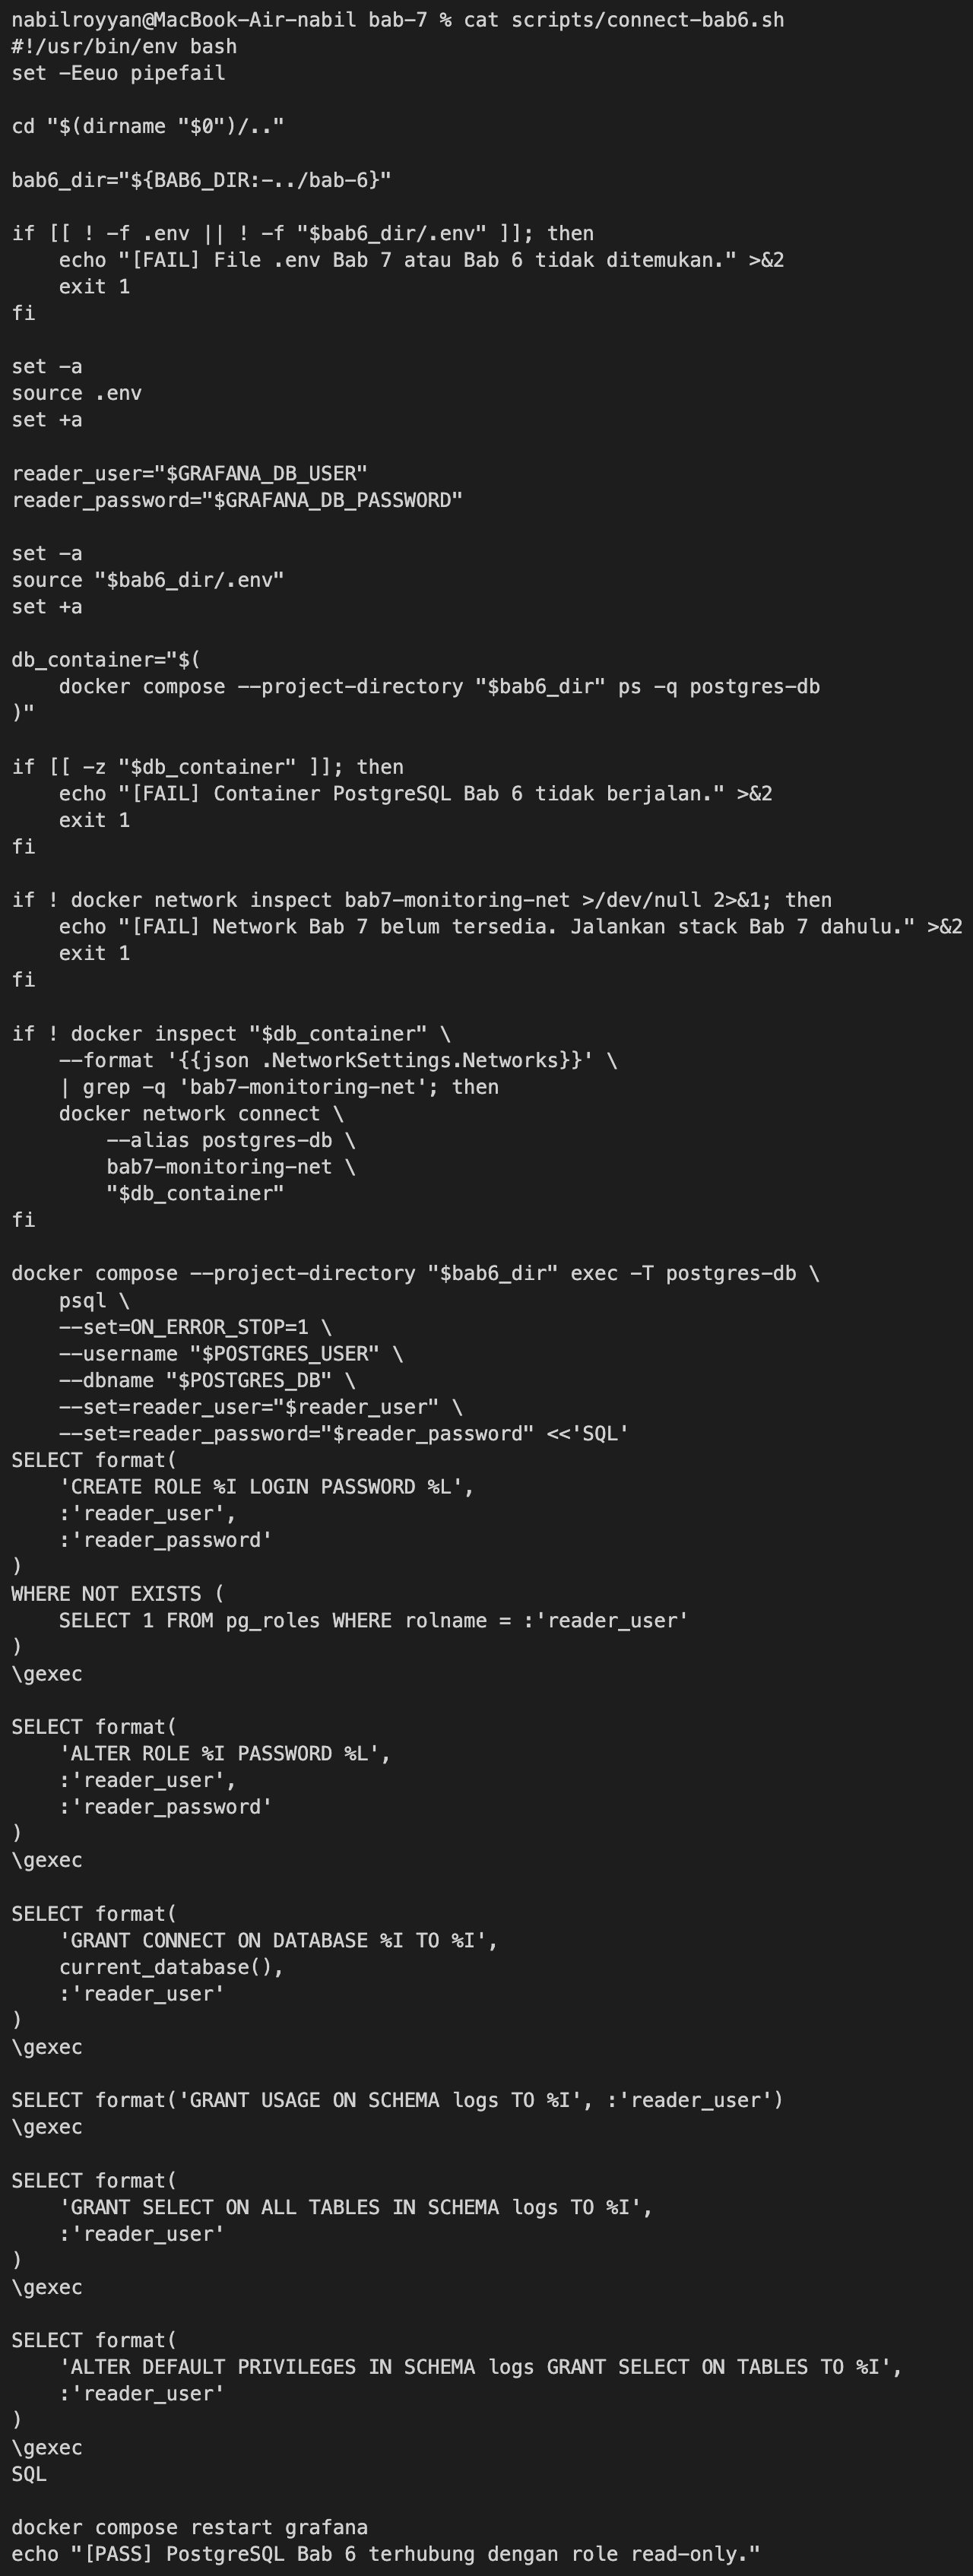 nabilroyyan@MacBook-Air-nabil bab-7 % cat scripts/connect-bab6.sh
#!/usr/bin/env bash
set -Eeuo pipefail

cd "$(dirname "$0")/.."

bab6_dir="${BAB6_DIR:-../bab-6}"

if [[ ! -f .env || ! -f "$bab6_dir/.env" ]]; then
    echo "[FAIL] File .env Bab 7 atau Bab 6 tidak ditemukan." >&2
    exit 1
fi

set -a
source .env
set +a

reader_user="$GRAFANA_DB_USER"
reader_password="$GRAFANA_DB_PASSWORD"

set -a
source "$bab6_dir/.env"
set +a

db_container="$(
    docker compose --project-directory "$bab6_dir" ps -q postgres-db
)"

if [[ -z "$db_container" ]]; then
    echo "[FAIL] Container PostgreSQL Bab 6 tidak berjalan." >&2
    exit 1
fi

if ! docker network inspect bab7-monitoring-net >/dev/null 2>&1; then
    echo "[FAIL] Network Bab 7 belum tersedia. Jalankan stack Bab 7 dahulu." >&2
    exit 1
fi

if ! docker inspect "$db_container" \
    --format '{{json .NetworkSettings.Networks}}' \
    | grep -q 'bab7-monitoring-net'; then
    docker network connect \
        --alias postgres-db \
        bab7-monitoring-net \
        "$db_container"
fi

docker compose --project-directory "$bab6_dir" exec -T postgres-db \
    psql \
    --set=ON_ERROR_STOP=1 \
    --username "$POSTGRES_USER" \
    --dbname "$POSTGRES_DB" \
    --set=reader_user="$reader_user" \
    --set=reader_password="$reader_password" <<'SQL'
SELECT format(
    'CREATE ROLE %I LOGIN PASSWORD %L',
    :'reader_user',
    :'reader_password'
)
WHERE NOT EXISTS (
    SELECT 1 FROM pg_roles WHERE rolname = :'reader_user'
)
\gexec

SELECT format(
    'ALTER ROLE %I PASSWORD %L',
    :'reader_user',
    :'reader_password'
)
\gexec

SELECT format(
    'GRANT CONNECT ON DATABASE %I TO %I',
    current_database(),
    :'reader_user'
)
\gexec

SELECT format('GRANT USAGE ON SCHEMA logs TO %I', :'reader_user')
\gexec

SELECT format(
    'GRANT SELECT ON ALL TABLES IN SCHEMA logs TO %I',
    :'reader_user'
)
\gexec

SELECT format(
    'ALTER DEFAULT PRIVILEGES IN SCHEMA logs GRANT SELECT ON TABLES TO %I',
    :'reader_user'
)
\gexec
SQL

docker compose restart grafana
echo "[PASS] PostgreSQL Bab 6 terhubung dengan role read-only."